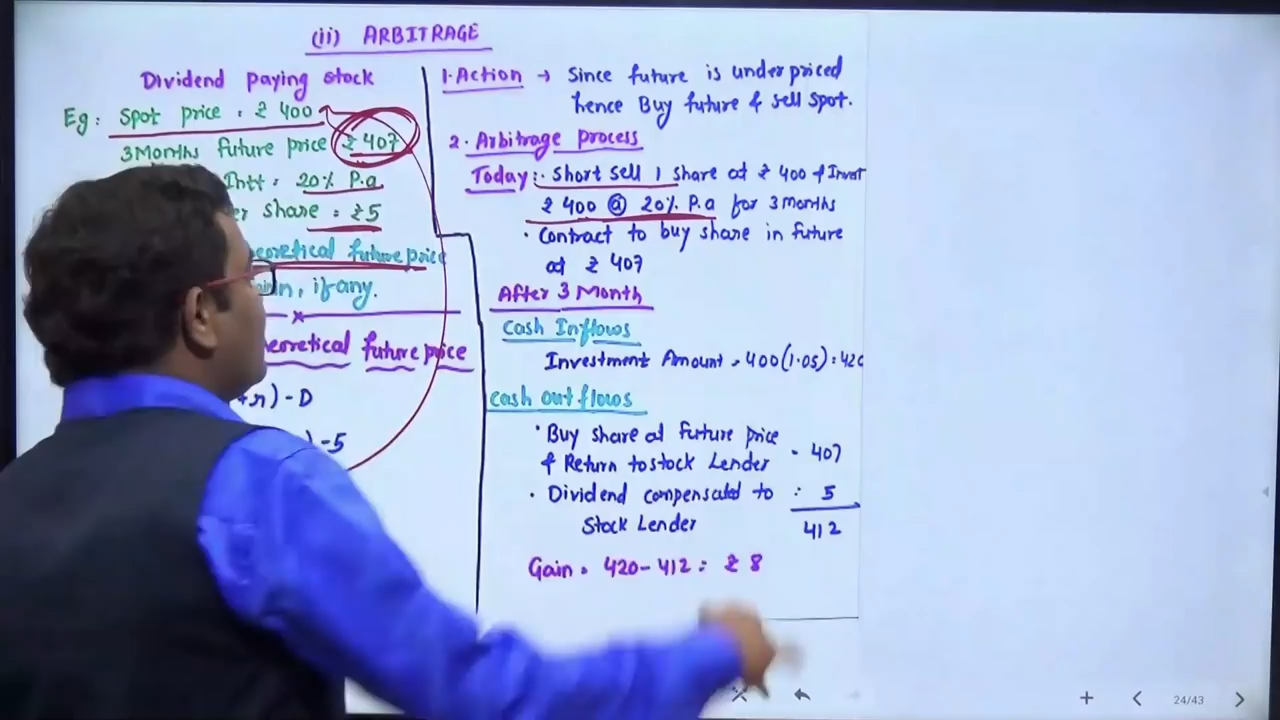 (ii) ARBITRAGE
Dividend paying stock
Eg: Spot price = ₹ 400
3 Months future price ₹ 407
Intt = 20% P.a
share = ₹5
future price
, if any.
x
future price
) - D
) - 5
1. Action → Since future is underpriced
hence Buy future & sell spot.
2. Arbitrage process
Today:. Short sell 1 share at ₹ 400 & Invest
₹ 400 @ 20% P.a for 3 months
· Contract to buy share in future
at ₹ 407
After 3 Month
Cash Inflows
Investment Amount = 400(1.05) = 420
Cash outflows
· Buy share at future price
& Return to stock Lender = 407
· Dividend compensated to = 5
Stock Lender 412
Gain = 420 - 412 = ₹ 8
24/43